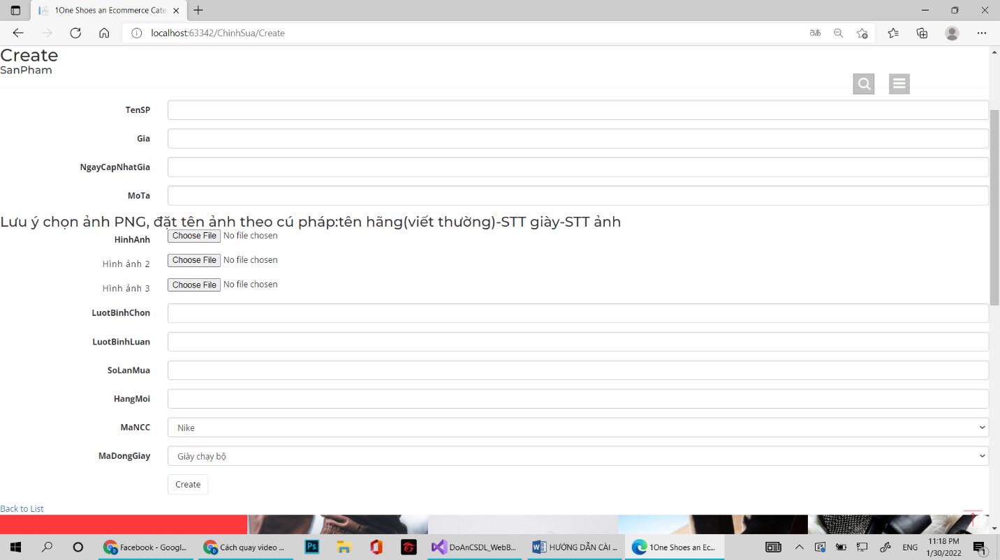 1One Shoes an Ecommerce Cate
localhost:63342/ChinhSua/Create
Create
SanPham
TenSP
Gia
NgayCapNhatGia
MoTa
Lưu ý chọn ảnh PNG, đặt tên ảnh theo cú pháp:tên hãng(viết thường)-STT giày-STT ảnh
HinhAnh Choose File No file chosen
Hình ảnh 2 Choose File No file chosen
Hình ảnh 3 Choose File No file chosen
LuotBinhChon
LuotBinhLuan
SoLanMua
HangMoi
MaNCC Nike
MaDongGiay Giày chạy bộ
Create
Back to List
Facebook - Googl... Cách quay video ... Ps DoAnCSDL_WebB... HƯỚNG DẪN CÀI ... 1One Shoes an Ec... ENG 11:18 PM
1/30/2022 1